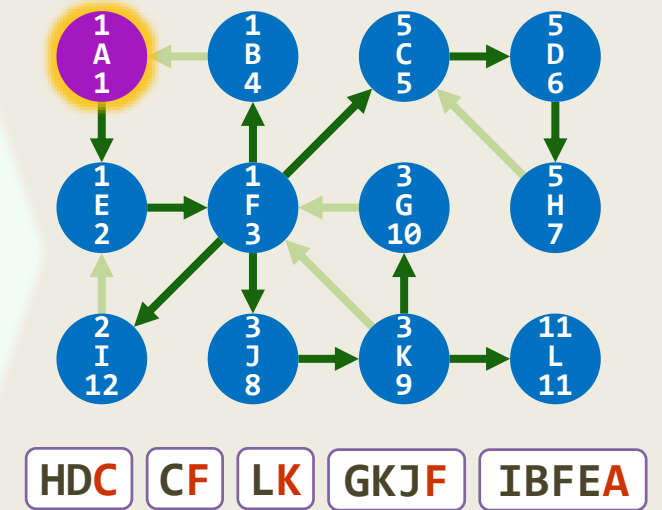 1 1 5 5
A B C D
1 4 5 6
1 1 3 5
E F G H
2 3 10 7
2 3 3 11
I J K L
12 8 9 11
HDC CF LK GKJF IBFEA